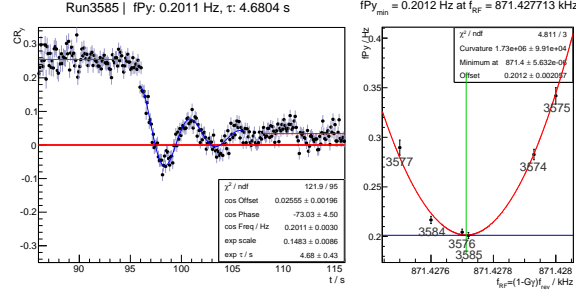 Run3585 | fPy: 0.2011 Hz, τ: 4.6804 s
CRγ
0.3
0.2
0.1
0
-0.1
-0.2
-0.3
90
95
100
105
110
115
t / s
χ² / ndf 121.9 / 95
cos Offset 0.02555 ± 0.00196
cos Phase -73.03 ± 4.50
cos Freq / Hz 0.2011 ± 0.0030
exp scale 0.1483 ± 0.0086
exp τ / s 4.68 ± 0.43
fPy_min = 0.2012 Hz at f_RF = 871.427713 kHz
fPy / Hz
0.4
0.35
0.3
0.25
0.2
χ² / ndf 4.811 / 3
Curvature 1.73e+06 ± 9.91e+04
Minimum at 871.4 ± 5.632e-06
Offset 0.2012 ± 0.002057
3575
3577
3574
3584
3576
3585
871.4276
871.4278
871.428
f_RF=(1-Gγ)f_rev / kHz